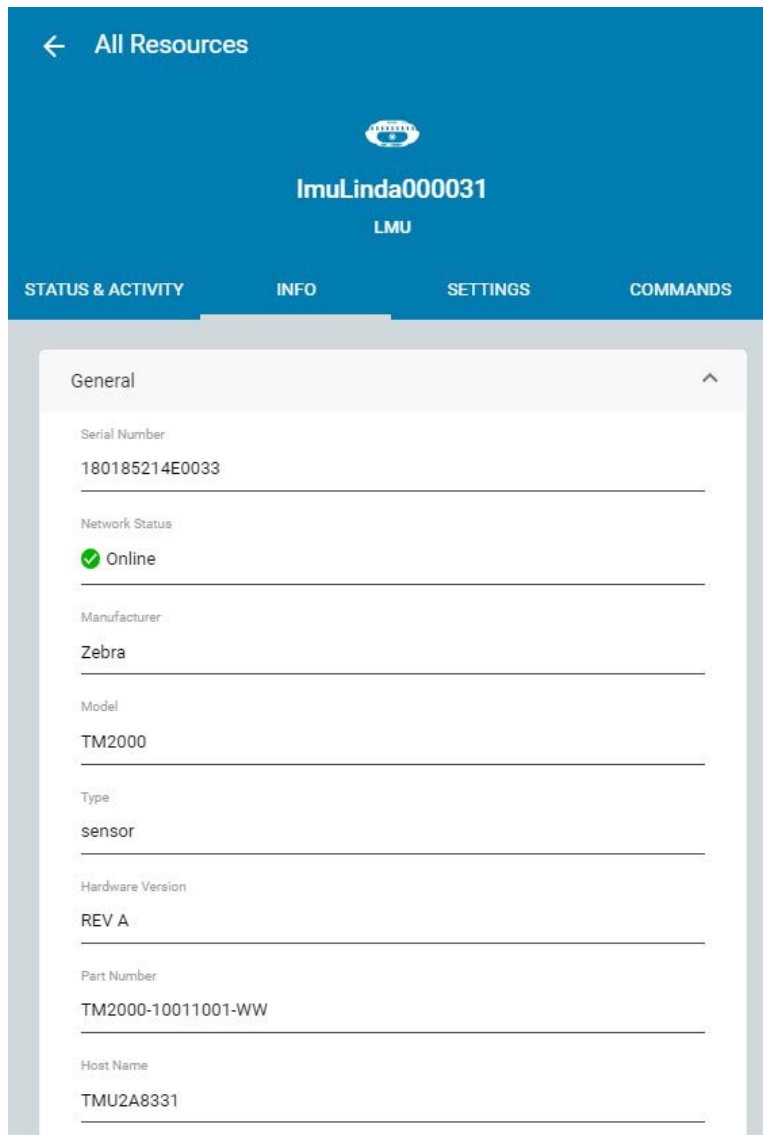 All Resources
lmuLinda000031
LMU
STATUS & ACTIVITY INFO SETTINGS COMMANDS
General
Serial Number
180185214E0033
Network Status
Online
Manufacturer
Zebra
Model
TM2000
Type
sensor
Hardware Version
REV A
Part Number
TM2000-10011001-WW
Host Name
TMU2A8331